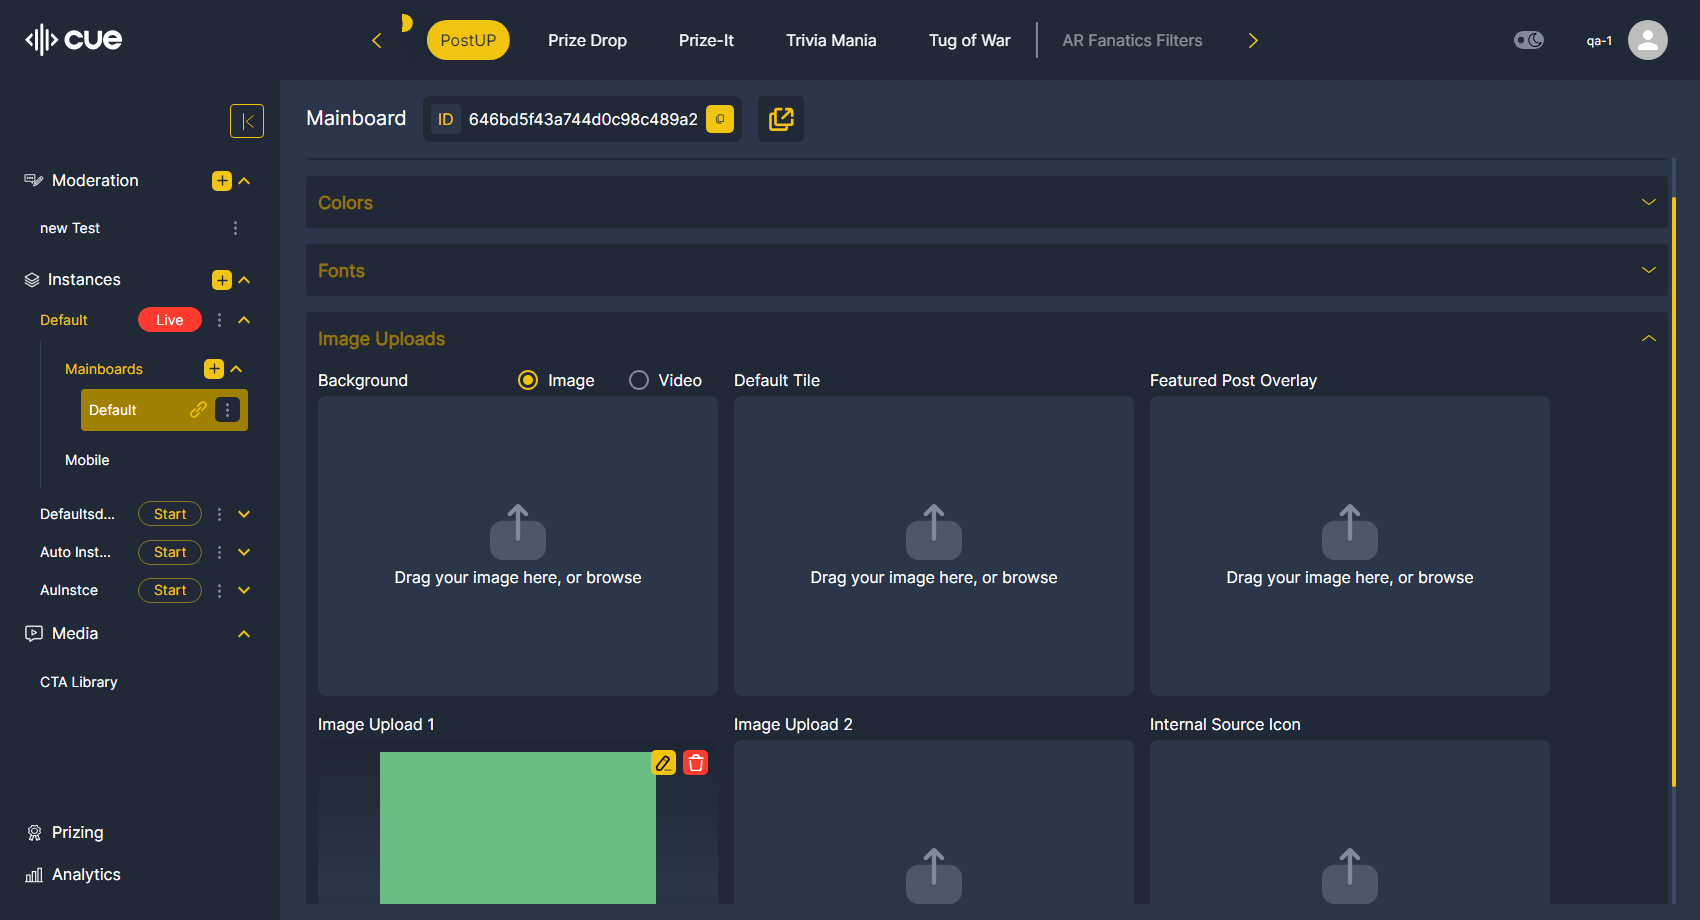 cue
PostUP
Prize Drop
Prize-It
Trivia Mania
Tug of War
AR Fanatics Filters
qa-1
Mainboard
ID
646bd5f43a744d0c98c489a2
Moderation
new Test
Instances
Default
Live
Mainboards
Default
Mobile
Defaultsd...
Start
Auto Inst...
Start
AuInstce
Start
Media
CTA Library
Prizing
Analytics
Colors
Fonts
Image Uploads
Background
Image
Video
Default Tile
Featured Post Overlay
Drag your image here, or browse
Drag your image here, or browse
Drag your image here, or browse
Image Upload 1
Image Upload 2
Internal Source Icon